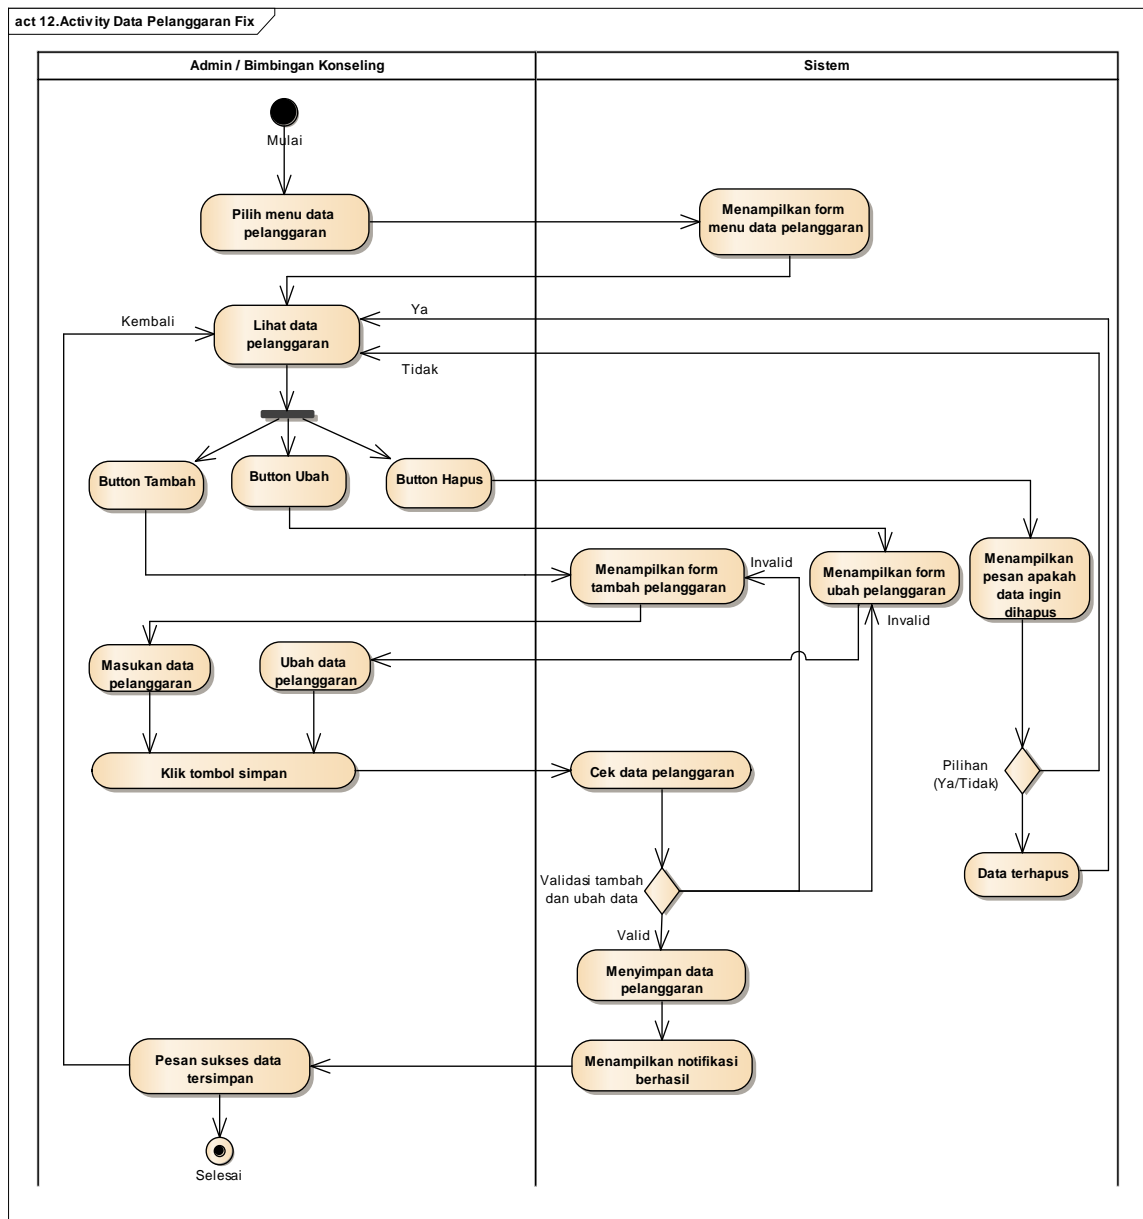 act 12.Activity Data Pelanggaran Fix
Admin / Bimbingan Konseling
Sistem
Mulai
Pilih menu data
pelanggaran
Menampilkan form
menu data pelanggaran
Kembali
Lihat data
pelanggaran
Ya
Tidak
Button Tambah
Button Ubah
Button Hapus
Menampilkan form
tambah pelanggaran
Invalid
Menampilkan form
ubah pelanggaran
Invalid
Menampilkan
pesan apakah
data ingin
dihapus
Masukan data
pelanggaran
Ubah data
pelanggaran
Klik tombol simpan
Cek data pelanggaran
Pilihan
(Ya/Tidak)
Validasi tambah
dan ubah data
Data terhapus
Valid
Menyimpan data
pelanggaran
Pesan sukses data
tersimpan
Menampilkan notifikasi
berhasil
Selesai